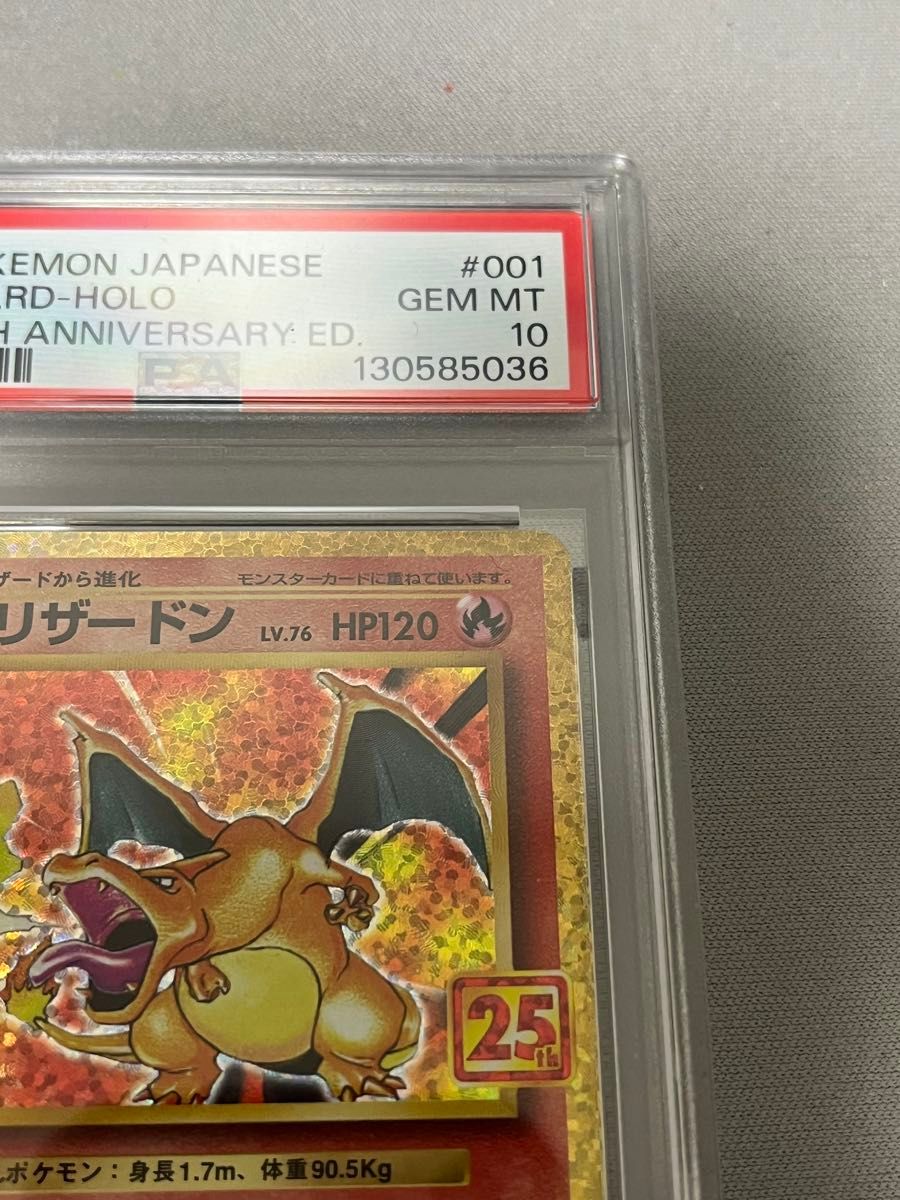 KEMON JAPANESE #001
ARD-HOLO GEM MT
H ANNIVERSARY ED. 10
PSA 130585036
ザードから進化 モンスターカードに重ねて使います。
リザードン LV.76 HP120
25th
ポケモン：身長1.7m、体重90.5Kg